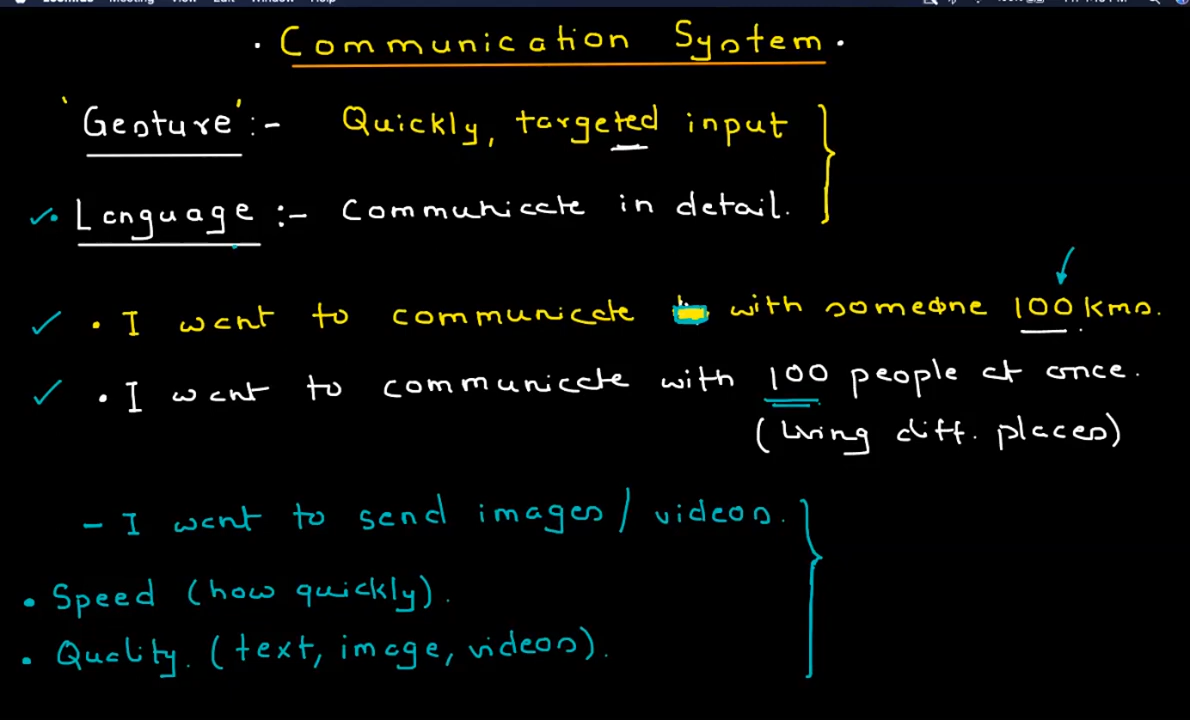 . Communication System .
'Gesture' :- Quickly, targeted input
Language :- Communicate in detail.
• I want to communicate with someone 100 kms.
• I want to communicate with 100 people at once.
(living diff. places)
- I want to send images / videos.
• Speed (how quickly).
• Quality. (text, image, videos).